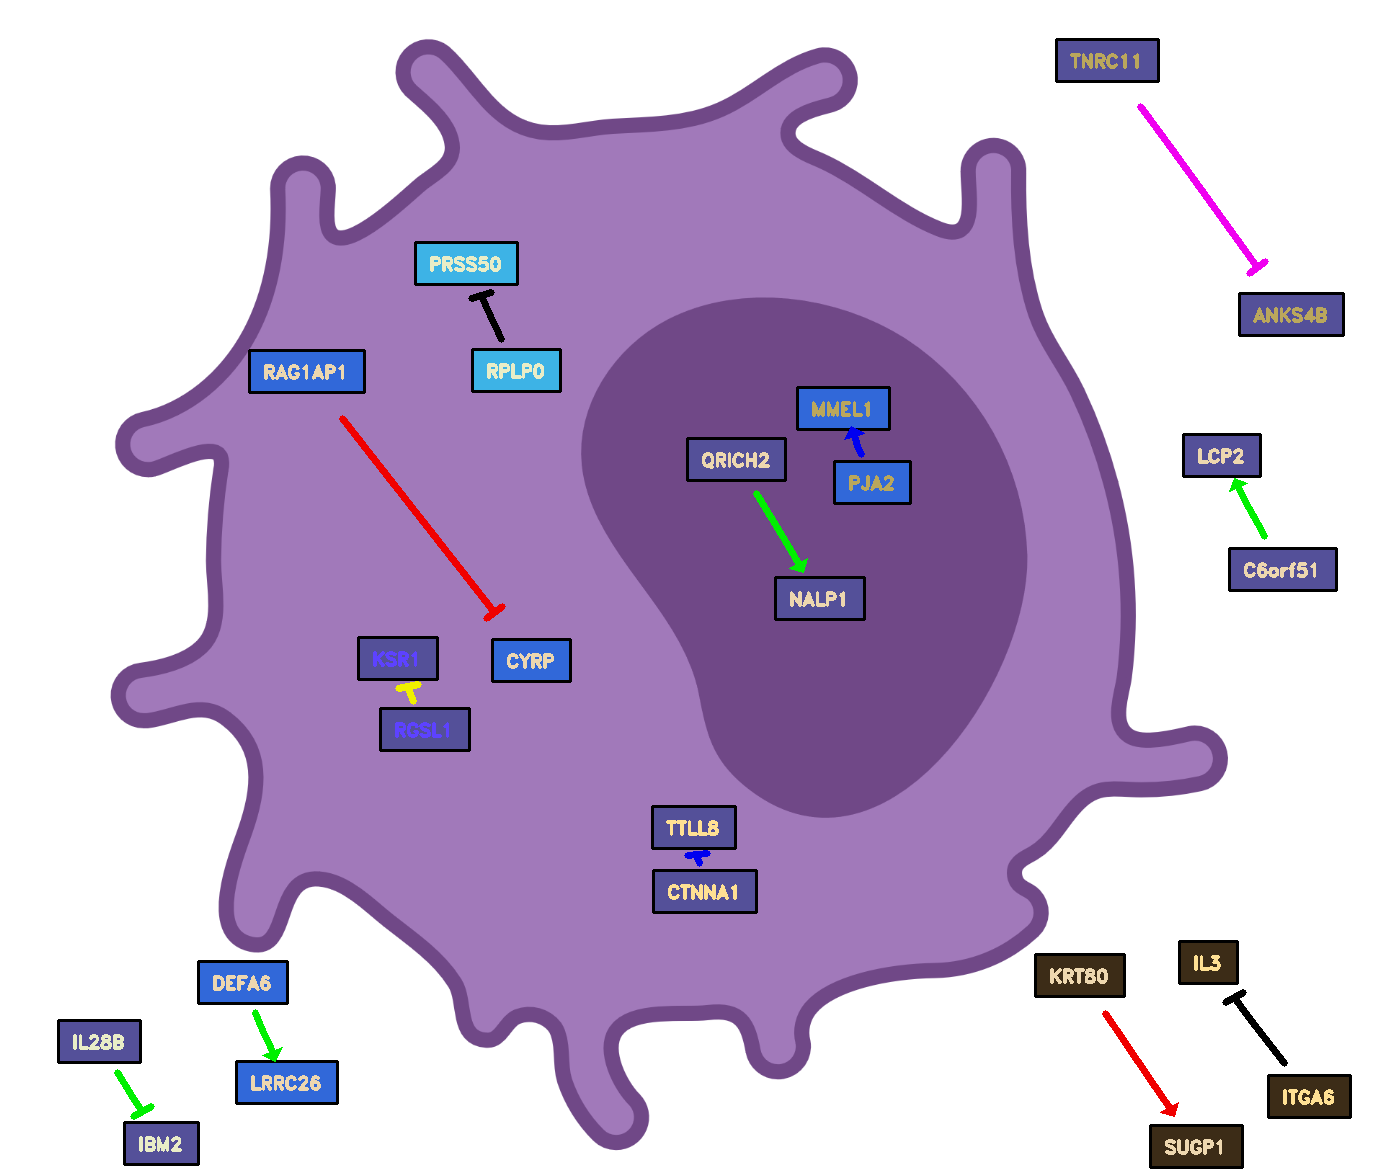 TNRC11
PRSS50
ANKS4B
RAG1AP1
RPLP0
MMEL1
QRICH2
LCP2
PJA2
C6orf51
NALP1
KSR1
CYRP
RGSL1
TTLL8
CTNNA1
IL3
KRT80
DEFA6
IL28B
LRRC26
ITGA6
IBM2
SUGP1